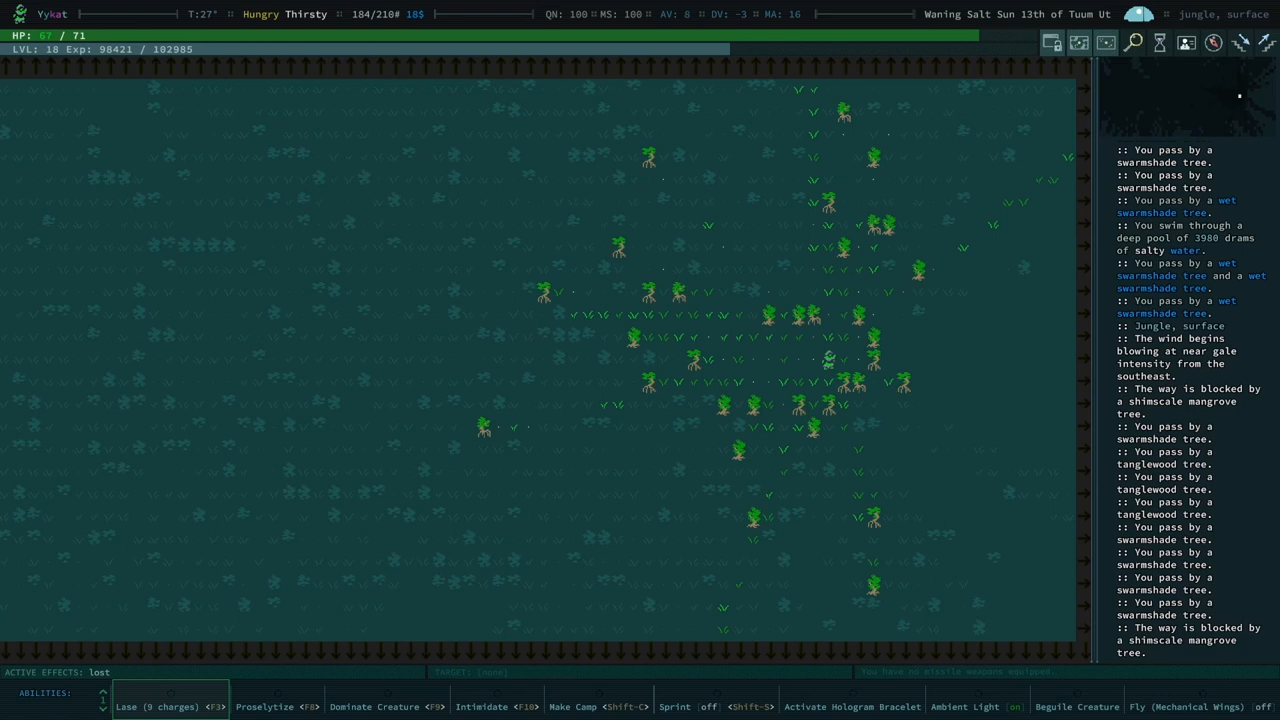 Yykat :: T:27° :: Hungry Thirsty :: 184/210# 18$ QN: 100 :: MS: 100 :: AV: 8 :: DV: -3 :: MA: 16 Waning Salt Sun 13th of Tuum Ut :: jungle, surface
HP: 67 / 71
LVL: 18 Exp: 98421 / 102985
:: You pass by a
swarmshade tree.
:: You pass by a
swarmshade tree.
:: You pass by a wet
swarmshade tree.
:: You swim through a
deep pool of 3980 drams
of salty water.
:: You pass by a wet
swarmshade tree and a wet
swarmshade tree.
:: You pass by a wet
swarmshade tree.
:: Jungle, surface
:: The wind begins
blowing at near gale
intensity from the
southeast.
:: The way is blocked by
a shimscale mangrove
tree.
:: You pass by a
swarmshade tree.
:: You pass by a
tanglewood tree.
:: You pass by a
tanglewood tree.
:: You pass by a
tanglewood tree.
:: You pass by a
swarmshade tree.
:: You pass by a
swarmshade tree.
:: You pass by a
swarmshade tree.
:: You pass by a
swarmshade tree.
:: The way is blocked by
a shimscale mangrove
tree.
ACTIVE EFFECTS: lost TARGET: [none] You have no missile weapons equipped.
ABILITIES: 1 Lase (9 charges) <F3> Proselytize <F8> Dominate Creature <F9> Intimidate <F10> Make Camp <Shift-C> Sprint [off] <Shift-S> Activate Hologram Bracelet Ambient Light [on] Beguile Creature Fly (Mechanical Wings) [off]